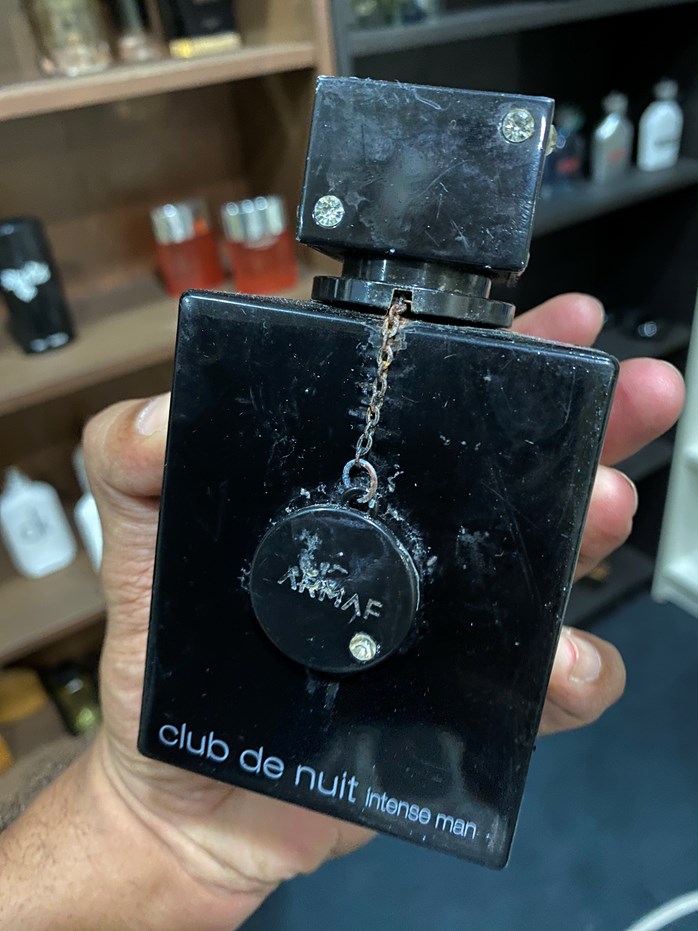 ARMAF
club de nuit intense man